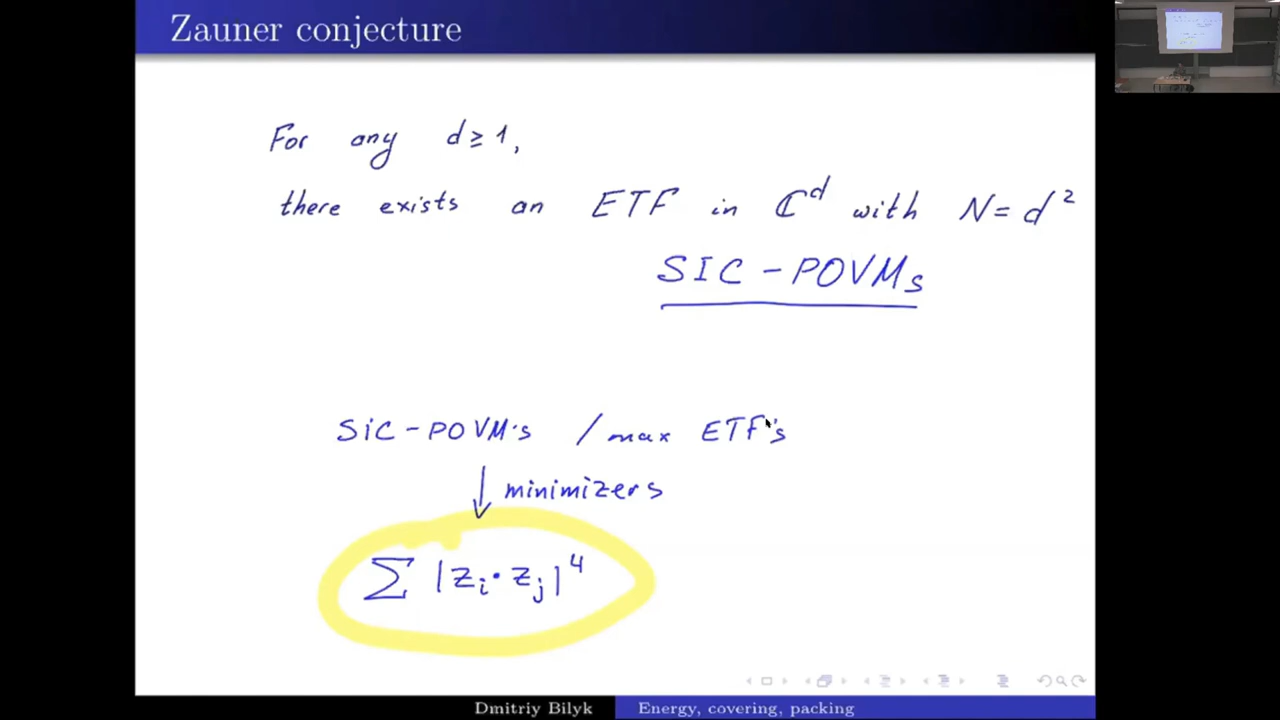 Zauner conjecture
For any d ≥ 1,
there exists an ETF in ℂ^d with N = d^2
SIC - POVMs
SiC - POVM's / max ETF's
↓ minimizers
∑ |z_i · z_j|^4
Dmitriy Bilyk Energy, covering, packing